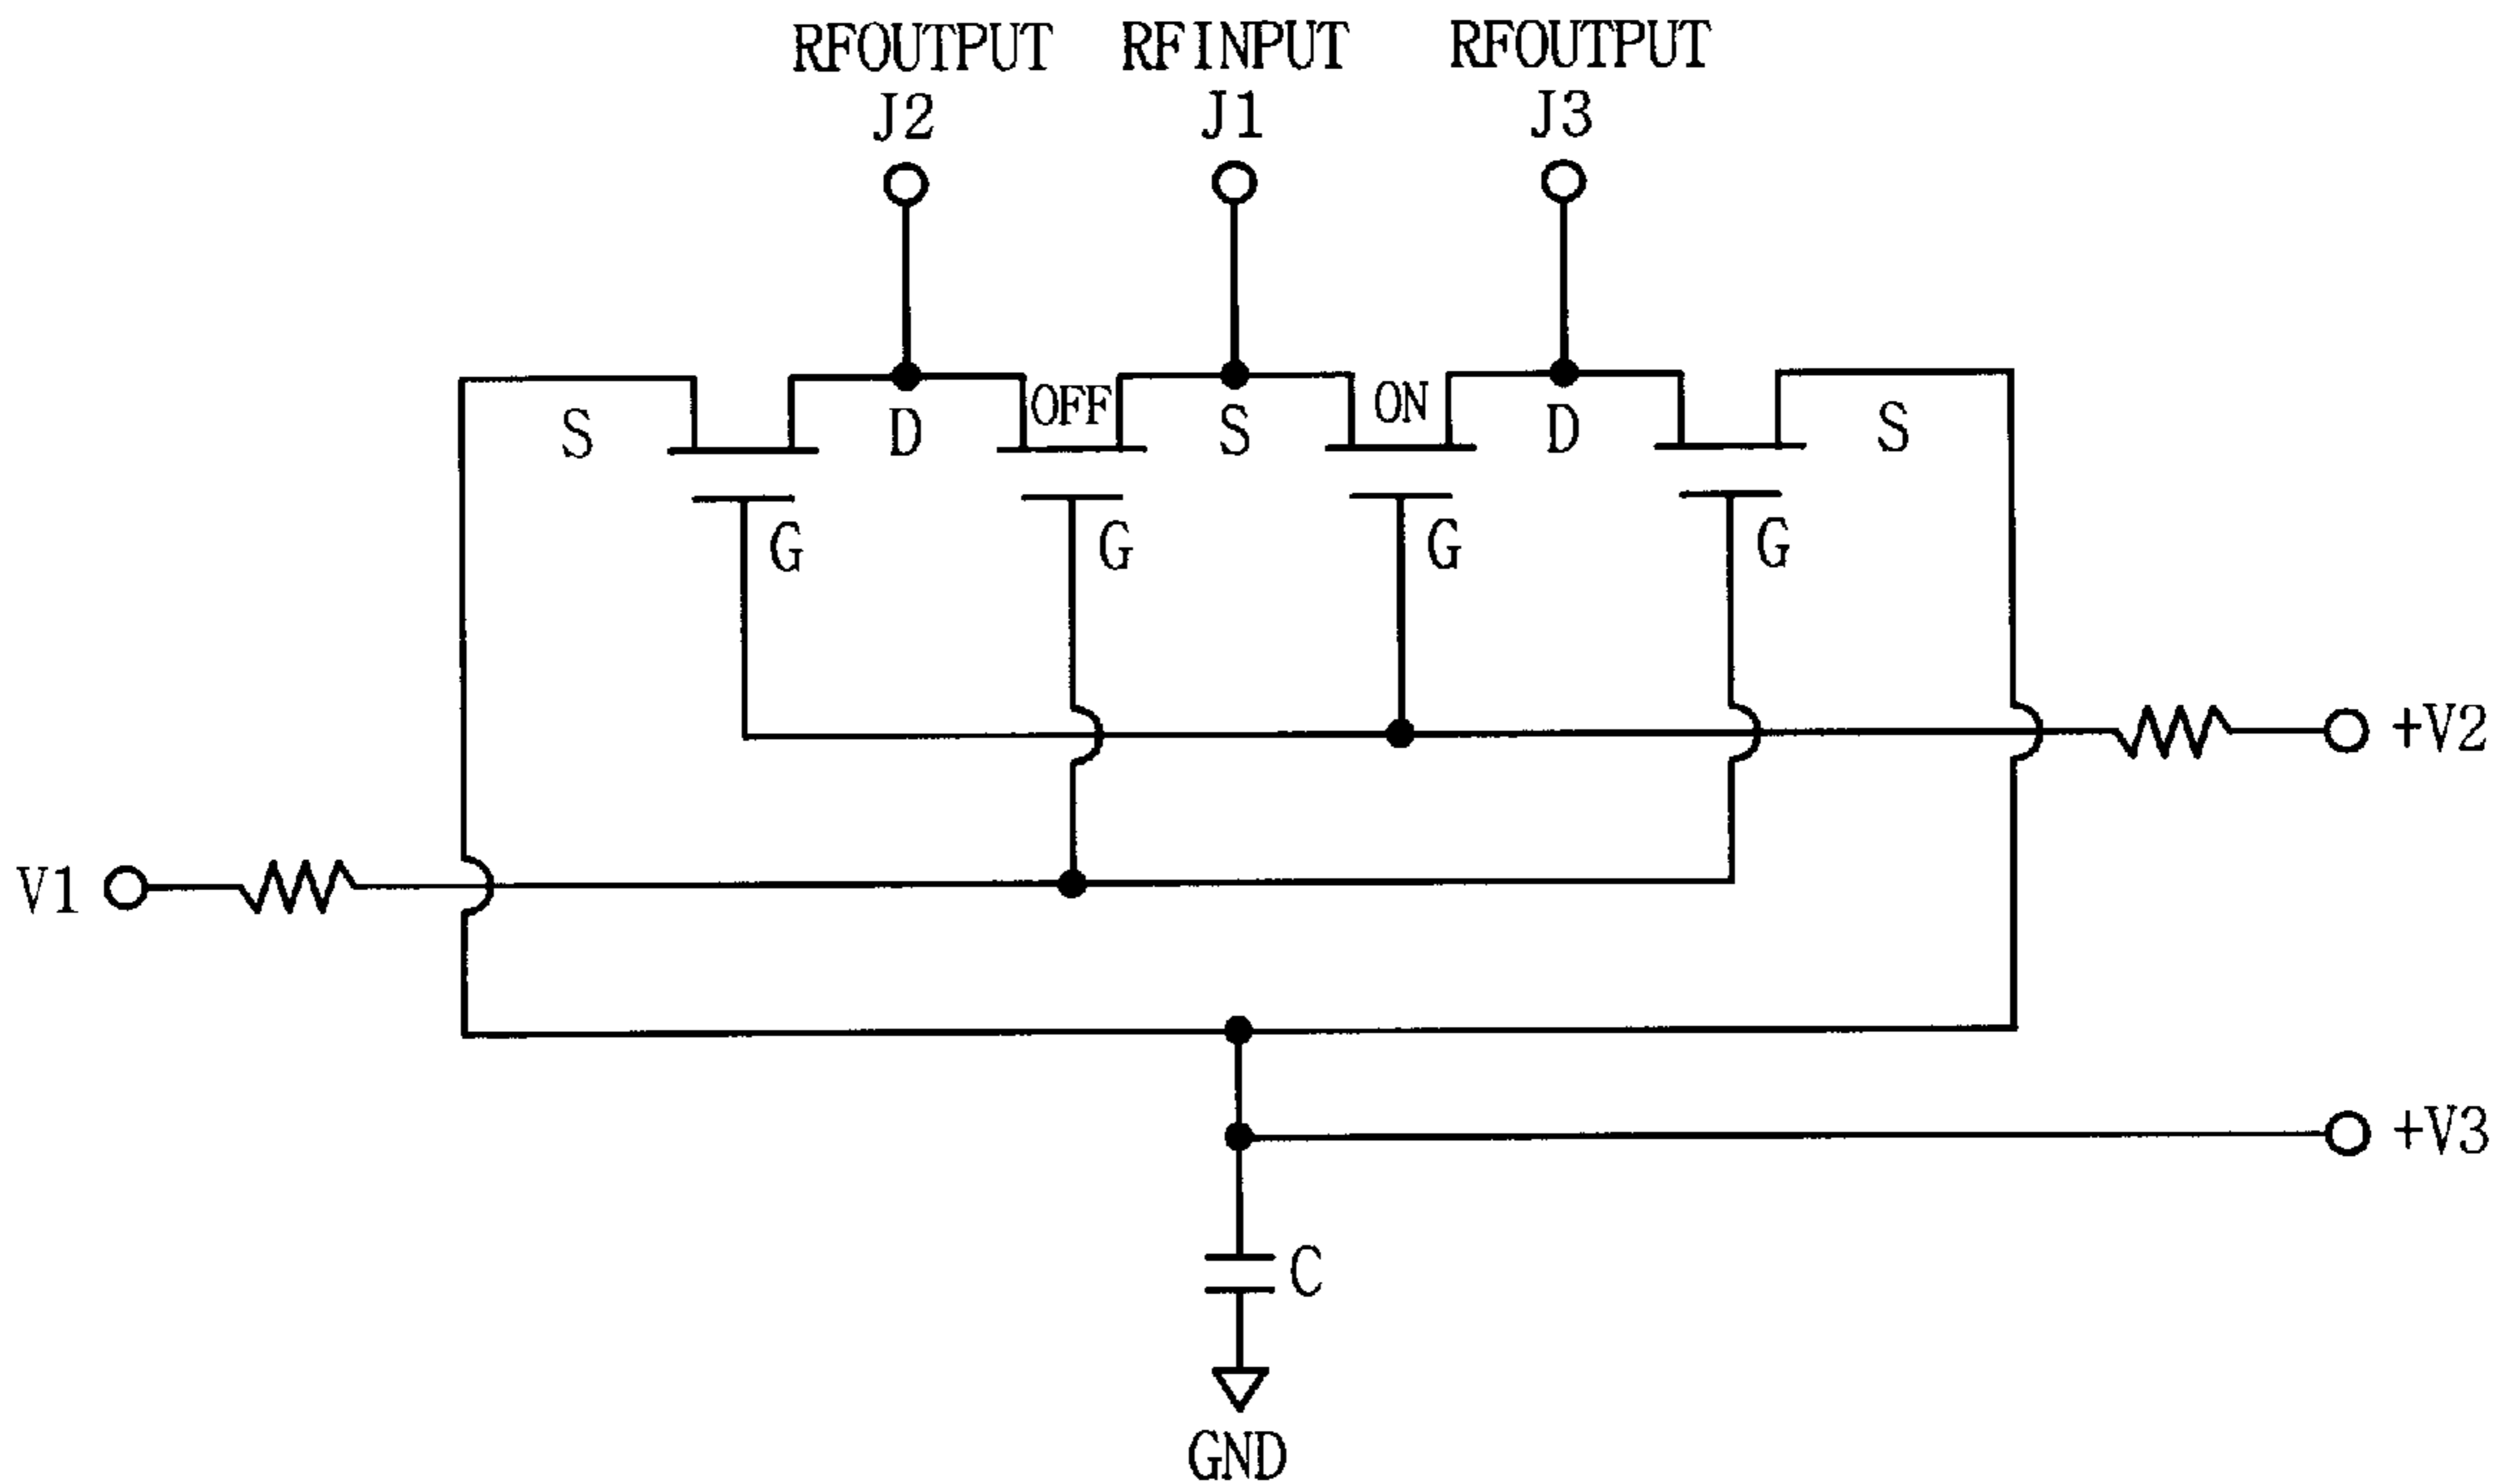 RFOUTPUT
J2
RFINPUT
J1
RFOUTPUT
J3
S
D
OFF
S
ON
D
S
G
G
G
G
+V2
V1
+V3
C
GND